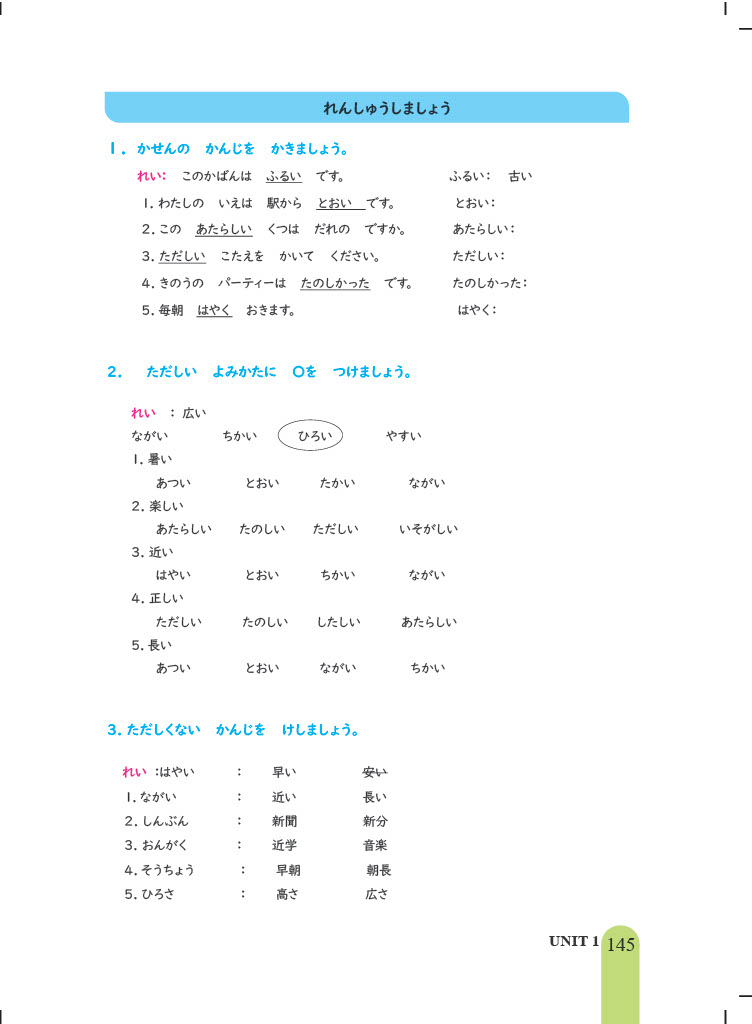 れんしゅうしましょう
1. かせんの かんじを かきましょう。
れい： このかばんは ふるい です。 ふるい： 古い
1. わたしの いえは 駅から とおい です。 とおい：
2. この あたらしい くつは だれの ですか。 あたらしい：
3. ただしい こたえを かいて ください。 ただしい：
4. きのうの パーティーは たのしかった です。 たのしかった：
5. 毎朝 はやく おきます。 はやく：
2. ただしい よみかたに 〇を つけましょう。
れい ： 広い
ながい ちかい ひろい やすい
1. 暑い
あつい とおい たかい ながい
2. 楽しい
あたらしい たのしい ただしい いそがしい
3. 近い
はやい とおい ちかい ながい
4. 正しい
ただしい たのしい したしい あたらしい
5. 長い
あつい とおい ながい ちかい
3. ただしくない かんじを けしましょう。
れい ：はやい ： 早い 安い
1. ながい ： 近い 長い
2. しんぶん ： 新聞 新分
3. おんがく ： 近学 音楽
4. そうちょう ： 早朝 朝長
5. ひろさ ： 高さ 広さ
UNIT 1 145